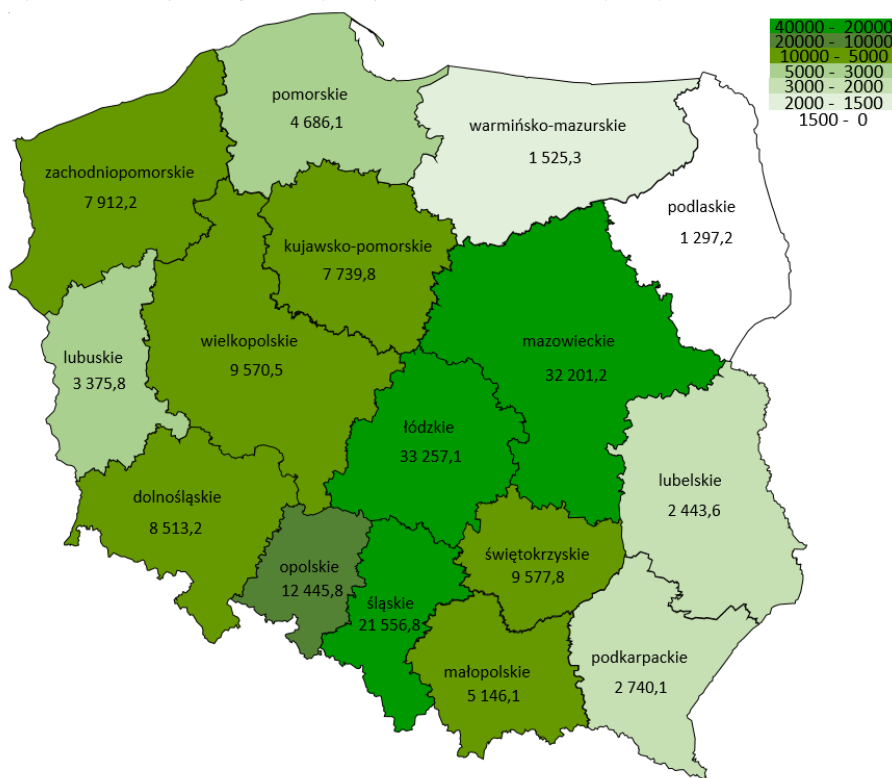 40000 - 20000
20000 - 10000
10000 - 5000
5000 - 3000
3000 - 2000
2000 - 1500
1500 - 0
pomorskie
4 686,1
warmińsko-mazurskie
1 525,3
zachodniopomorskie
7 912,2
podlaskie
1 297,2
kujawsko-pomorskie
7 739,8
wielkopolskie
9 570,5
mazowieckie
32 201,2
lubuskie
3 375,8
łódzkie
33 257,1
lubelskie
2 443,6
dolnośląskie
8 513,2
świętokrzyskie
9 577,8
opolskie
12 445,8
śląskie
21 556,8
podkarpackie
2 740,1
małopolskie
5 146,1